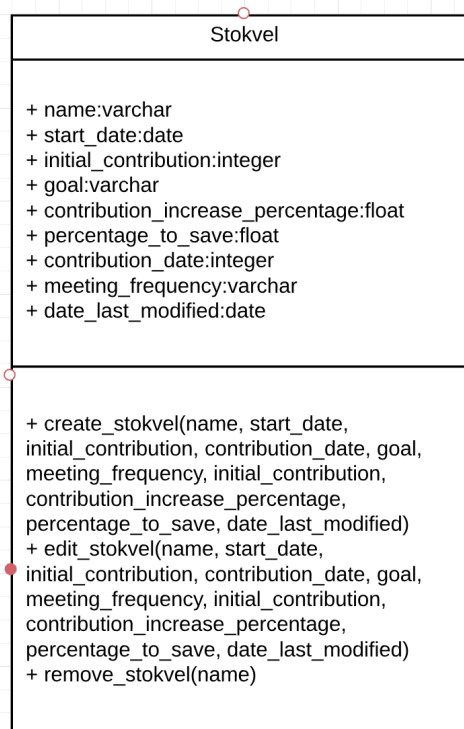 Stokvel
+ name:varchar
+ start_date:date
+ initial_contribution:integer
+ goal:varchar
+ contribution_increase_percentage:float
+ percentage_to_save:float
+ contribution_date:integer
+ meeting_frequency:varchar
+ date_last_modified:date
+ create_stokvel(name, start_date,
initial_contribution, contribution_date, goal,
meeting_frequency, initial_contribution,
contribution_increase_percentage,
percentage_to_save, date_last_modified)
+ edit_stokvel(name, start_date,
initial_contribution, contribution_date, goal,
meeting_frequency, initial_contribution,
contribution_increase_percentage,
percentage_to_save, date_last_modified)
+ remove_stokvel(name)